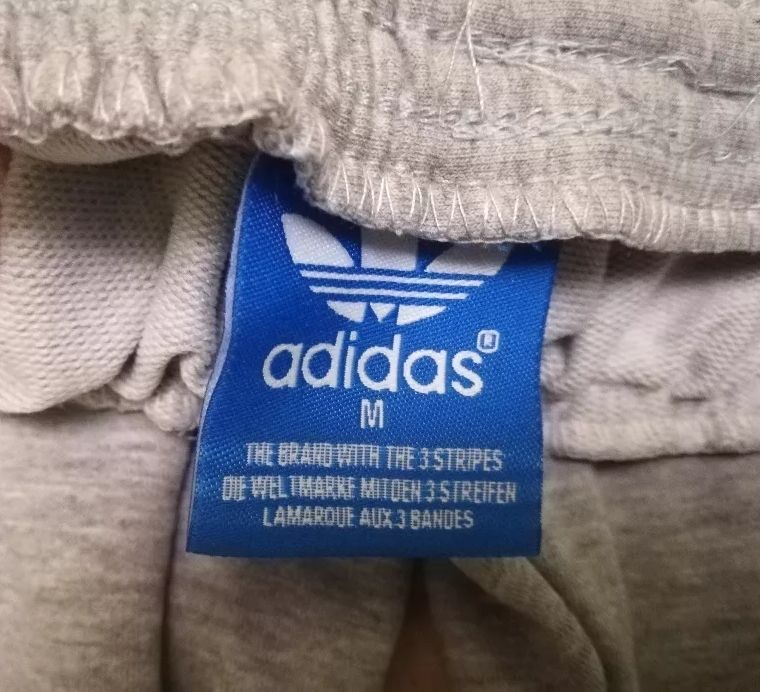 adidas®
M
THE BRAND WITH THE 3 STRIPES
DIE WELTMARKE MIT DEN 3 STREIFEN
LA MARQUE AUX 3 BANDES